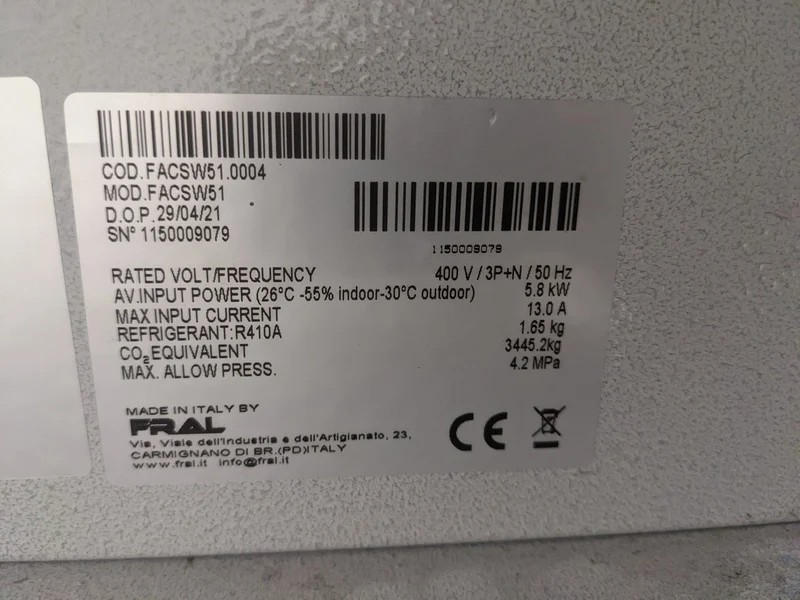 COD.FACSW51.0004
MOD.FACSW51
D.O.P. 29/04/21
SN° 1150009079
1150009079
RATED VOLT/FREQUENCY 400 V / 3P+N / 50 Hz
AV.INPUT POWER (26°C -55% indoor-30°C outdoor) 5.8 kW
MAX INPUT CURRENT 13.0 A
REFRIGERANT:R410A 1.65 kg
CO₂EQUIVALENT 3445.2kg
MAX. ALLOW PRESS. 4.2 MPa
MADE IN ITALY BY
FRAL
Via, Viale dell'Industria e dell'Artigianato, 23,
CARMIGNANO DI BR.(PD)ITALY
www.fral.it info@fral.it
CE